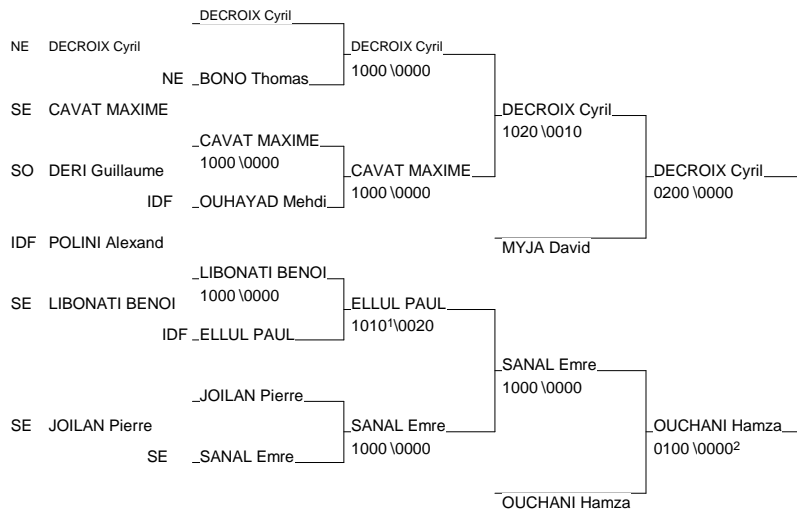 DECROIX Cyril
NE DECROIX Cyril
DECROIX Cyril
1000 \0000
NE BONO Thomas
SE CAVAT MAXIME
DECROIX Cyril
1020 \0010
CAVAT MAXIME
1000 \0000
SO DERI Guillaume
CAVAT MAXIME
1000 \0000
DECROIX Cyril
0200 \0000
IDF OUHAYAD Mehdi
IDF POLINI Alexand
MYJA David
LIBONATI BENOI
1000 \0000
SE LIBONATI BENOI
ELLUL PAUL
1010¹\0020
IDF ELLUL PAUL
SANAL Emre
1000 \0000
JOILAN Pierre
SE JOILAN Pierre
SANAL Emre
1000 \0000
OUCHANI Hamza
0100 \0000²
SE SANAL Emre
OUCHANI Hamza